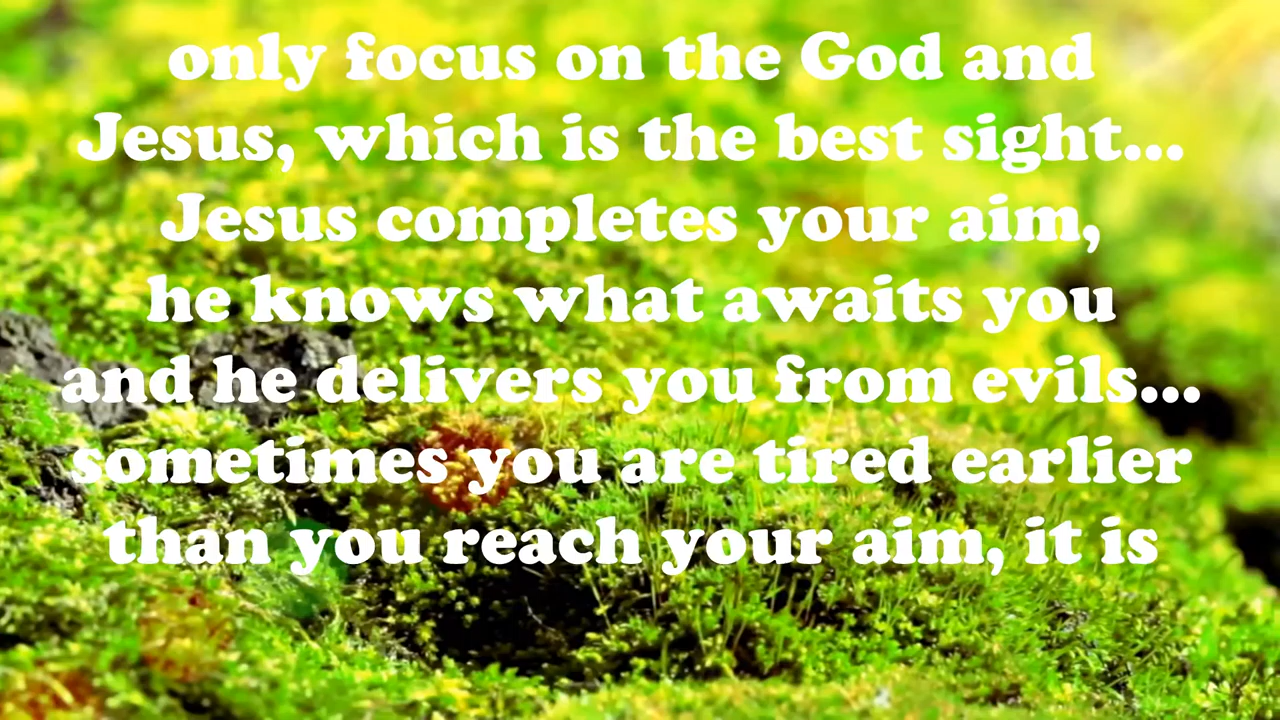 only focus on the God and
Jesus, which is the best sight...
Jesus completes your aim,
he knows what awaits you
and he delivers you from evils...
sometimes you are tired earlier
than you reach your aim, it is